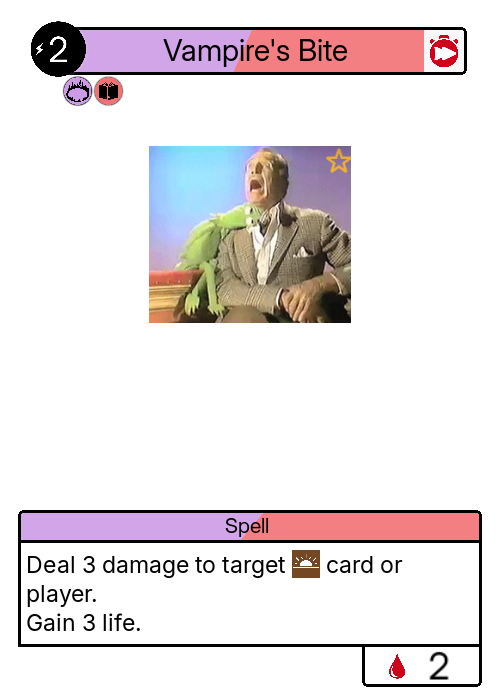 2
Vampire's Bite
Spell
Deal 3 damage to target card or
player.
Gain 3 life.
2